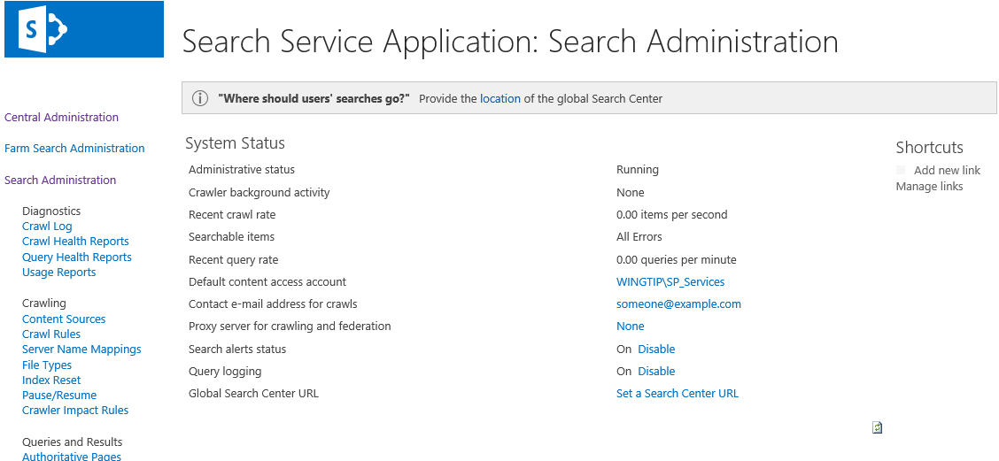 S
Search Service Application: Search Administration
"Where should users' searches go?" Provide the location of the global Search Center
Central Administration
Farm Search Administration
Search Administration
Diagnostics
Crawl Log
Crawl Health Reports
Query Health Reports
Usage Reports
Crawling
Content Sources
Crawl Rules
Server Name Mappings
File Types
Index Reset
Pause/Resume
Crawler Impact Rules
Queries and Results
Authoritative Pages
System Status
Administrative status Running
Crawler background activity None
Recent crawl rate 0.00 items per second
Searchable items All Errors
Recent query rate 0.00 queries per minute
Default content access account WINGTIP\SP_Services
Contact e-mail address for crawls someone@example.com
Proxy server for crawling and federation None
Search alerts status On Disable
Query logging On Disable
Global Search Center URL Set a Search Center URL
Shortcuts
Add new link
Manage links